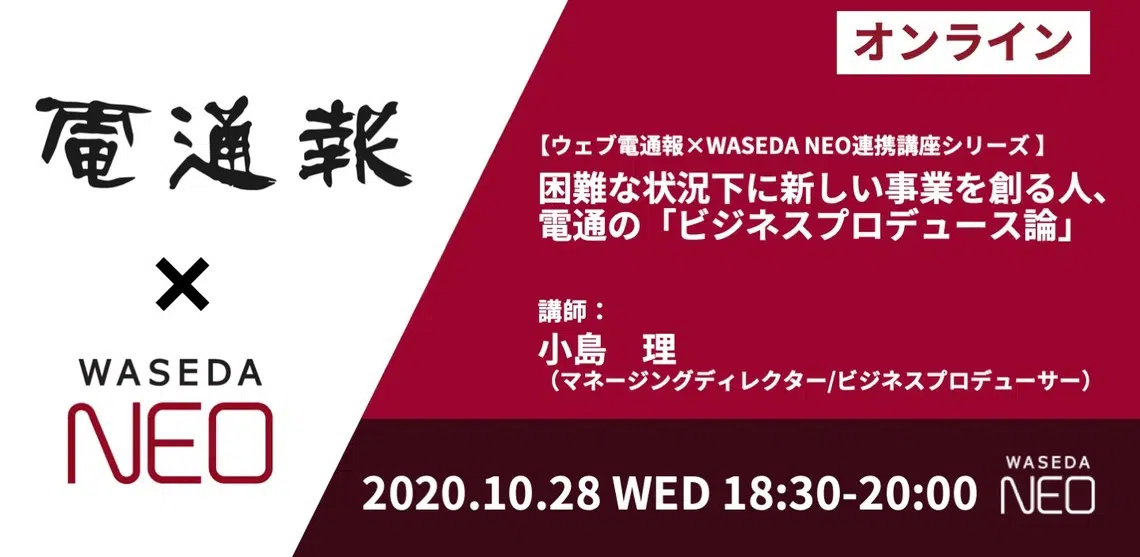 電通報
×
WASEDA
NEO
オンライン
【ウェブ電通報×WASEDA NEO連携講座シリーズ】
困難な状況下に新しい事業を創る人、
電通の「ビジネスプロデュース論」
講師：
小島　理
（マネージングディレクター/ビジネスプロデューサー）
2020.10.28 WED 18:30-20:00
WASEDA
NEO